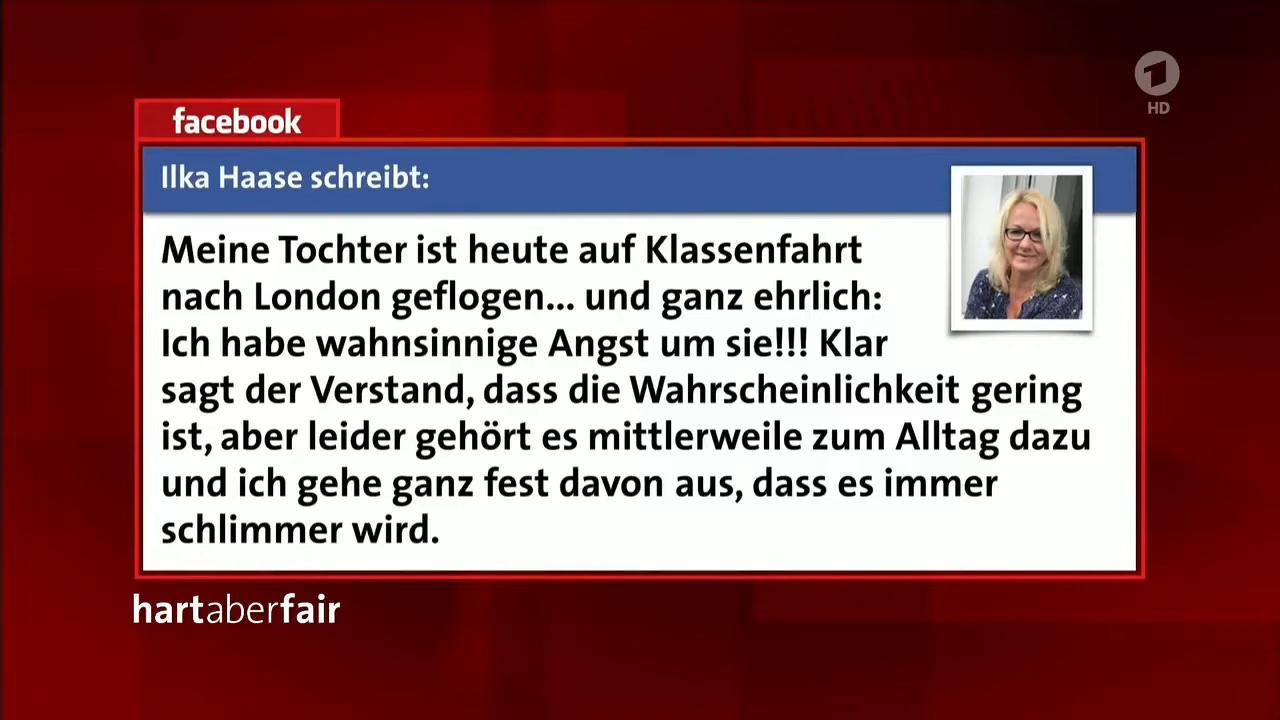 1
HD
facebook
Ilka Haase schreibt:
Meine Tochter ist heute auf Klassenfahrt
nach London geflogen... und ganz ehrlich:
Ich habe wahnsinnige Angst um sie!!! Klar
sagt der Verstand, dass die Wahrscheinlichkeit gering
ist, aber leider gehört es mittlerweile zum Alltag dazu
und ich gehe ganz fest davon aus, dass es immer
schlimmer wird.
hartaberfair